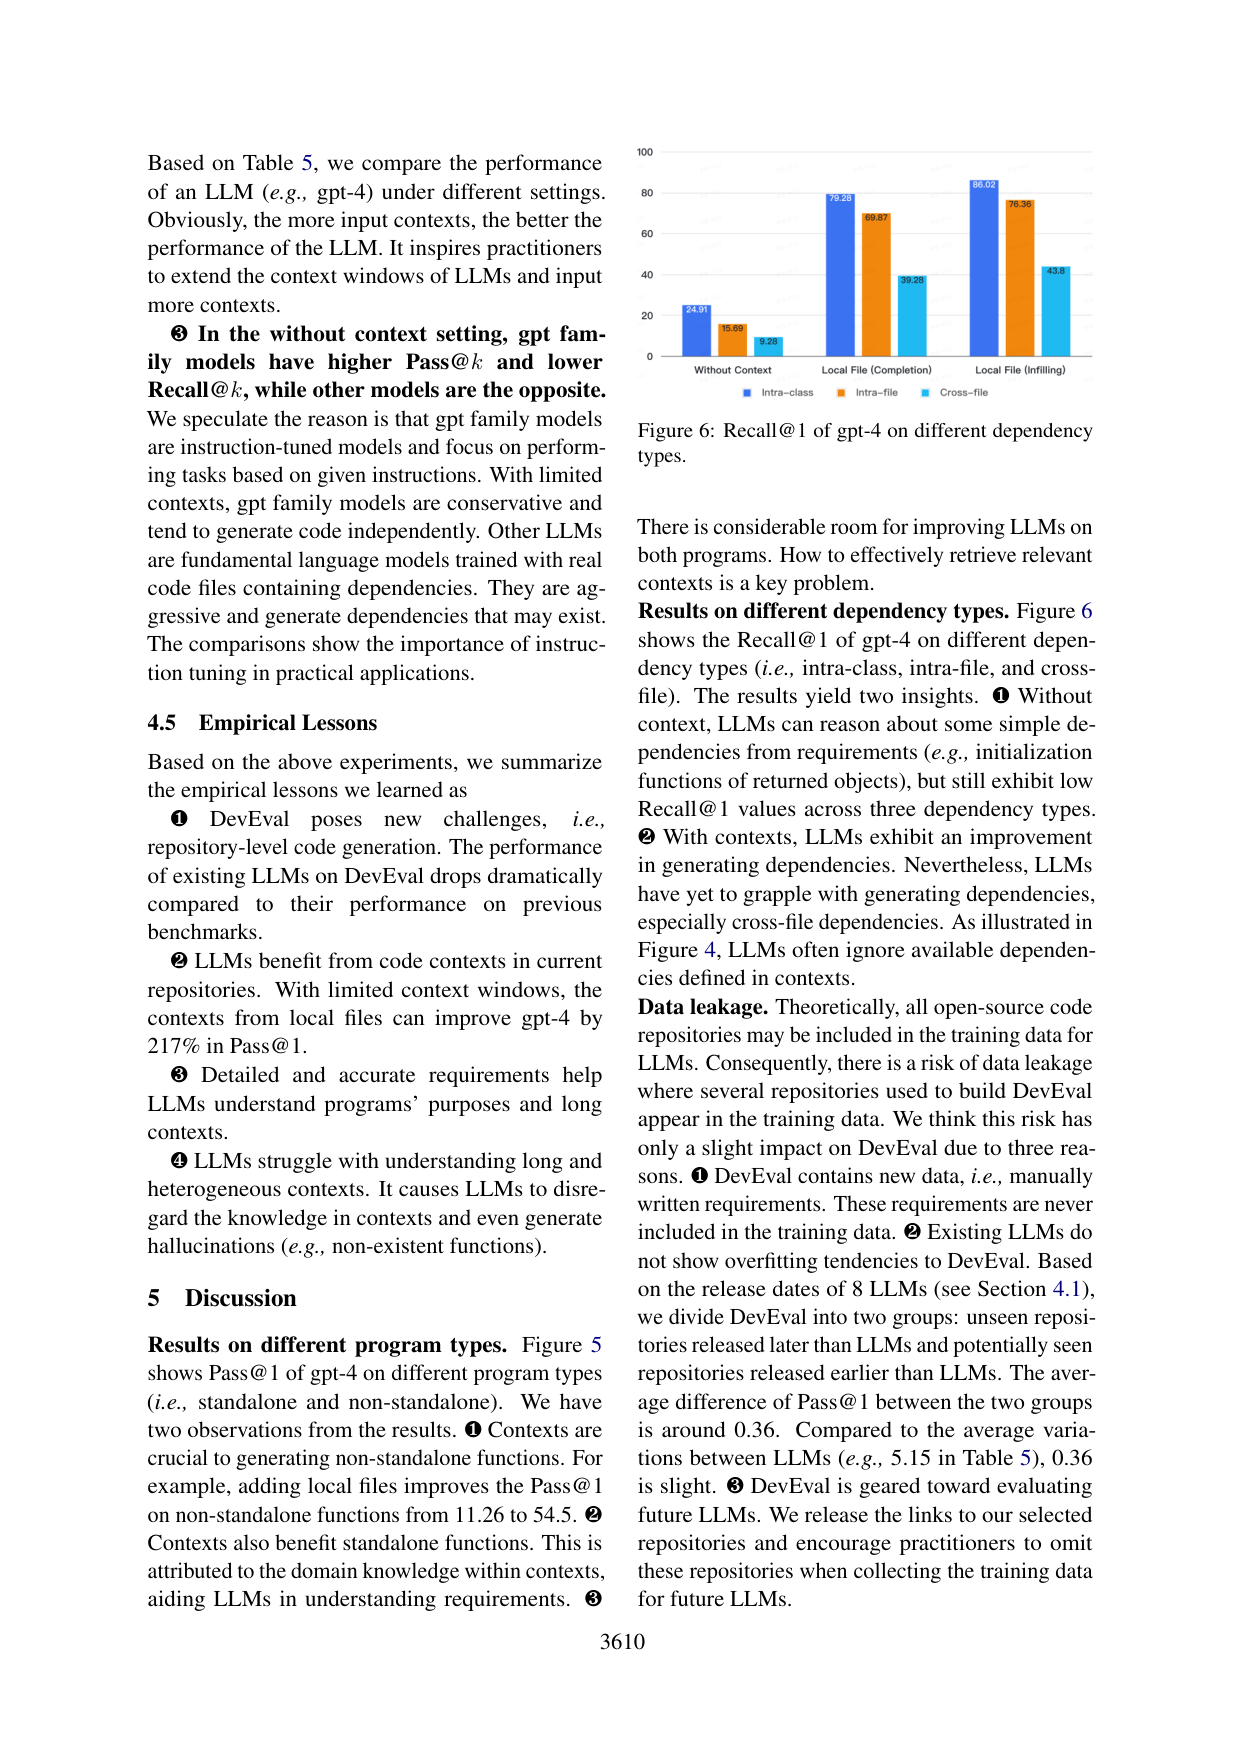 Based on Table 5, we compare the performance
of an LLM (e.g., gpt-4) under different settings.
Obviously, the more input contexts, the better the
performance of the LLM. It inspires practitioners
to extend the context windows of LLMs and input
more contexts.
❸ In the without context setting, gpt fam-
ily models have higher Pass@k and lower
Recall@k, while other models are the opposite.
We speculate the reason is that gpt family models
are instruction-tuned models and focus on perform-
ing tasks based on given instructions. With limited
contexts, gpt family models are conservative and
tend to generate code independently. Other LLMs
are fundamental language models trained with real
code files containing dependencies. They are ag-
gressive and generate dependencies that may exist.
The comparisons show the importance of instruc-
tion tuning in practical applications.
4.5 Empirical Lessons
Based on the above experiments, we summarize
the empirical lessons we learned as
❶ DevEval poses new challenges, i.e.,
repository-level code generation. The performance
of existing LLMs on DevEval drops dramatically
compared to their performance on previous
benchmarks.
❷ LLMs benefit from code contexts in current
repositories. With limited context windows, the
contexts from local files can improve gpt-4 by
217% in Pass@1.
❸ Detailed and accurate requirements help
LLMs understand programs' purposes and long
contexts.
❹ LLMs struggle with understanding long and
heterogeneous contexts. It causes LLMs to disre-
gard the knowledge in contexts and even generate
hallucinations (e.g., non-existent functions).
5 Discussion
Results on different program types. Figure 5
shows Pass@1 of gpt-4 on different program types
(i.e., standalone and non-standalone). We have
two observations from the results. ❶ Contexts are
crucial to generating non-standalone functions. For
example, adding local files improves the Pass@1
on non-standalone functions from 11.26 to 54.5. ❷
Contexts also benefit standalone functions. This is
attributed to the domain knowledge within contexts,
aiding LLMs in understanding requirements. ❸
100
80
60
40
20
0
24.91
15.69
9.28
79.28
69.87
39.28
86.02
76.36
43.8
Without Context
Local File (Completion)
Local File (Infilling)
Intra-class
Intra-file
Cross-file
Figure 6: Recall@1 of gpt-4 on different dependency
types.
There is considerable room for improving LLMs on
both programs. How to effectively retrieve relevant
contexts is a key problem.
Results on different dependency types. Figure 6
shows the Recall@1 of gpt-4 on different depen-
dency types (i.e., intra-class, intra-file, and cross-
file). The results yield two insights. ❶ Without
context, LLMs can reason about some simple de-
pendencies from requirements (e.g., initialization
functions of returned objects), but still exhibit low
Recall@1 values across three dependency types.
❷ With contexts, LLMs exhibit an improvement
in generating dependencies. Nevertheless, LLMs
have yet to grapple with generating dependencies,
especially cross-file dependencies. As illustrated in
Figure 4, LLMs often ignore available dependen-
cies defined in contexts.
Data leakage. Theoretically, all open-source code
repositories may be included in the training data for
LLMs. Consequently, there is a risk of data leakage
where several repositories used to build DevEval
appear in the training data. We think this risk has
only a slight impact on DevEval due to three rea-
sons. ❶ DevEval contains new data, i.e., manually
written requirements. These requirements are never
included in the training data. ❷ Existing LLMs do
not show overfitting tendencies to DevEval. Based
on the release dates of 8 LLMs (see Section 4.1),
we divide DevEval into two groups: unseen reposi-
tories released later than LLMs and potentially seen
repositories released earlier than LLMs. The aver-
age difference of Pass@1 between the two groups
is around 0.36. Compared to the average varia-
tions between LLMs (e.g., 5.15 in Table 5), 0.36
is slight. ❸ DevEval is geared toward evaluating
future LLMs. We release the links to our selected
repositories and encourage practitioners to omit
these repositories when collecting the training data
for future LLMs.
3610